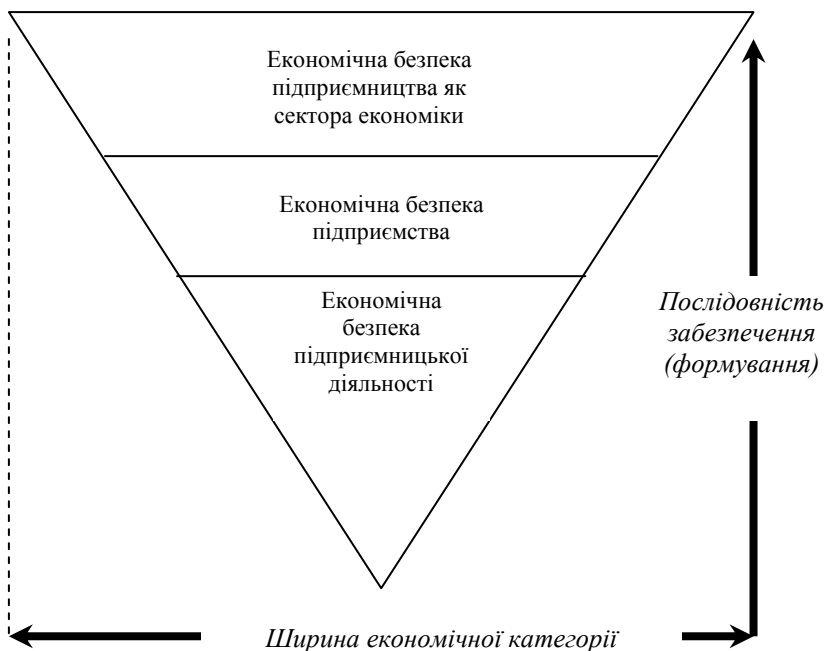 Економічна безпека
підприємництва як
сектора економіки
Економічна безпека
підприємства
Економічна
безпека
підприємницької
діяльності
Послідовність
забезпечення
(формування)
Ширина економічної категорії